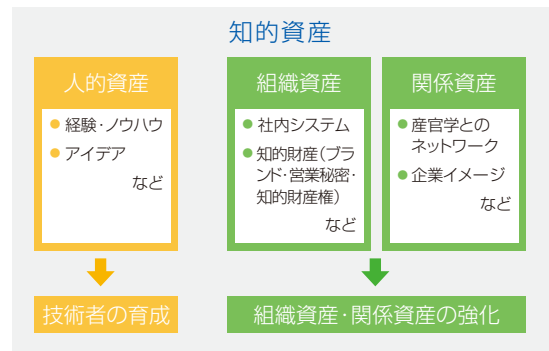 知的資産
人的資産
● 経験・ノウハウ
● アイデア
など
組織資産
● 社内システム
● 知的財産（ブラ
ンド・営業秘密・
知的財産権）
など
関係資産
● 産官学との
ネットワーク
● 企業イメージ
など
技術者の育成
組織資産・関係資産の強化